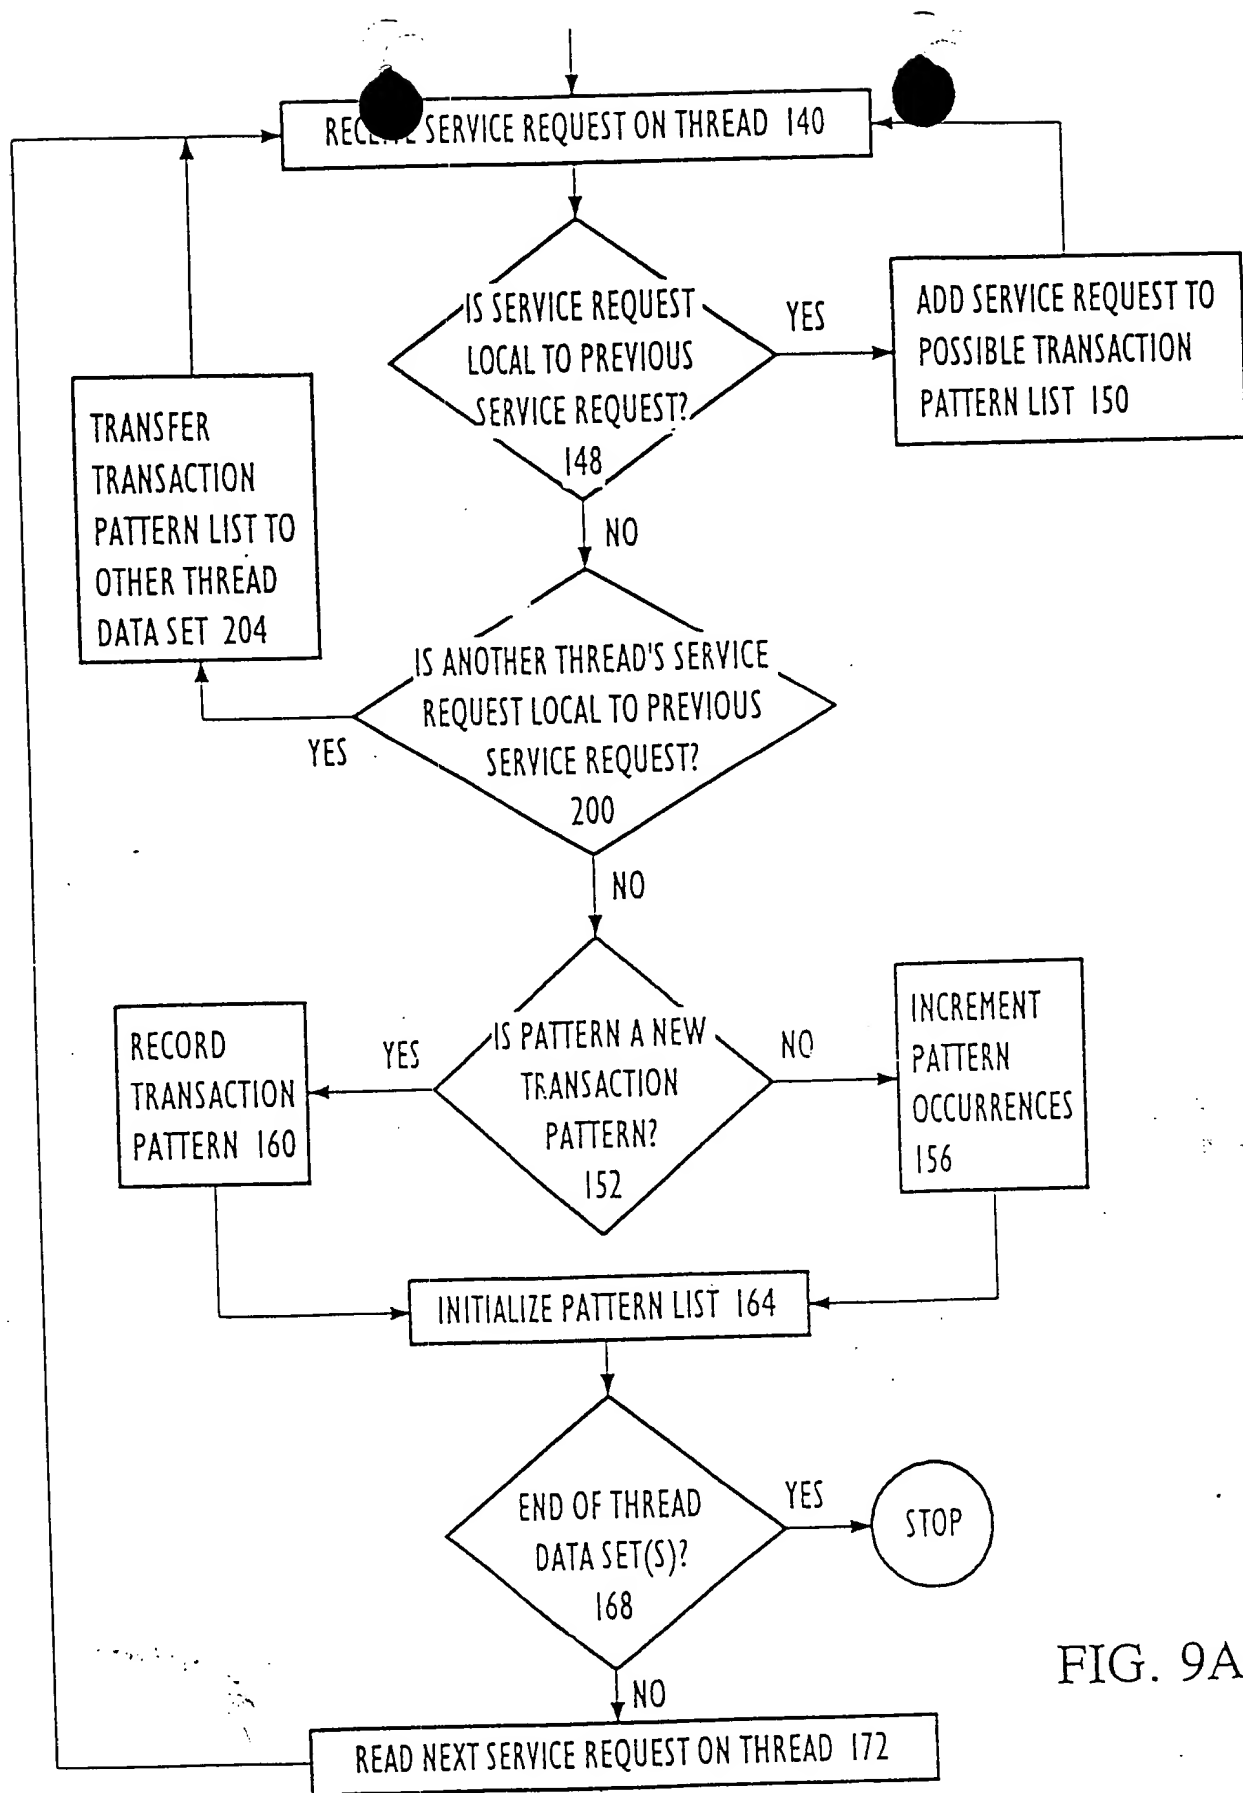 RECEIVE SERVICE REQUEST ON THREAD 140
IS SERVICE REQUEST
LOCAL TO PREVIOUS
SERVICE REQUEST?
148
YES
ADD SERVICE REQUEST TO
POSSIBLE TRANSACTION
PATTERN LIST 150
NO
TRANSFER
TRANSACTION
PATTERN LIST TO
OTHER THREAD
DATA SET 204
IS ANOTHER THREAD'S SERVICE
REQUEST LOCAL TO PREVIOUS
SERVICE REQUEST?
200
YES
NO
IS PATTERN A NEW
TRANSACTION
PATTERN?
152
YES
RECORD
TRANSACTION
PATTERN 160
NO
INCREMENT
PATTERN
OCCURRENCES
156
INITIALIZE PATTERN LIST 164
END OF THREAD
DATA SET(S)?
168
YES
STOP
NO
READ NEXT SERVICE REQUEST ON THREAD 172
FIG. 9A